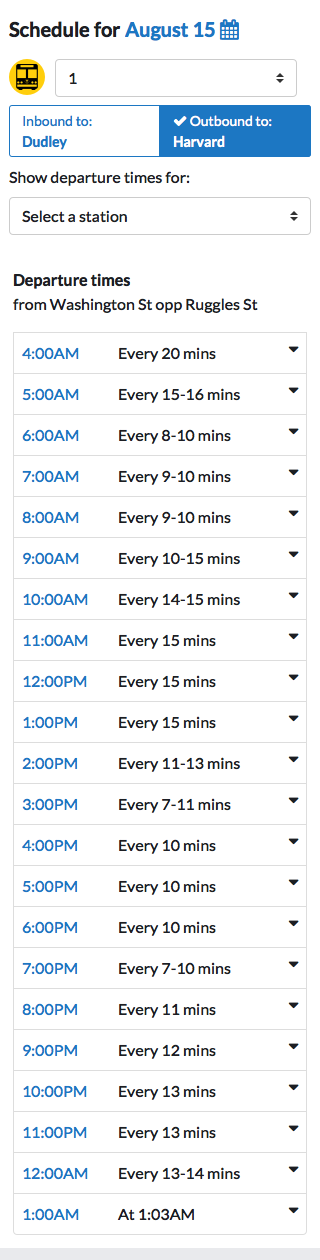 Schedule for August 15
1
Inbound to:
Dudley
Outbound to:
Harvard
Show departure times for:
Select a station
Departure times
from Washington St opp Ruggles St
4:00AM Every 20 mins
5:00AM Every 15-16 mins
6:00AM Every 8-10 mins
7:00AM Every 9-10 mins
8:00AM Every 9-10 mins
9:00AM Every 10-15 mins
10:00AM Every 14-15 mins
11:00AM Every 15 mins
12:00PM Every 15 mins
1:00PM Every 15 mins
2:00PM Every 11-13 mins
3:00PM Every 7-11 mins
4:00PM Every 10 mins
5:00PM Every 10 mins
6:00PM Every 10 mins
7:00PM Every 7-10 mins
8:00PM Every 11 mins
9:00PM Every 12 mins
10:00PM Every 13 mins
11:00PM Every 13 mins
12:00AM Every 13-14 mins
1:00AM At 1:03AM